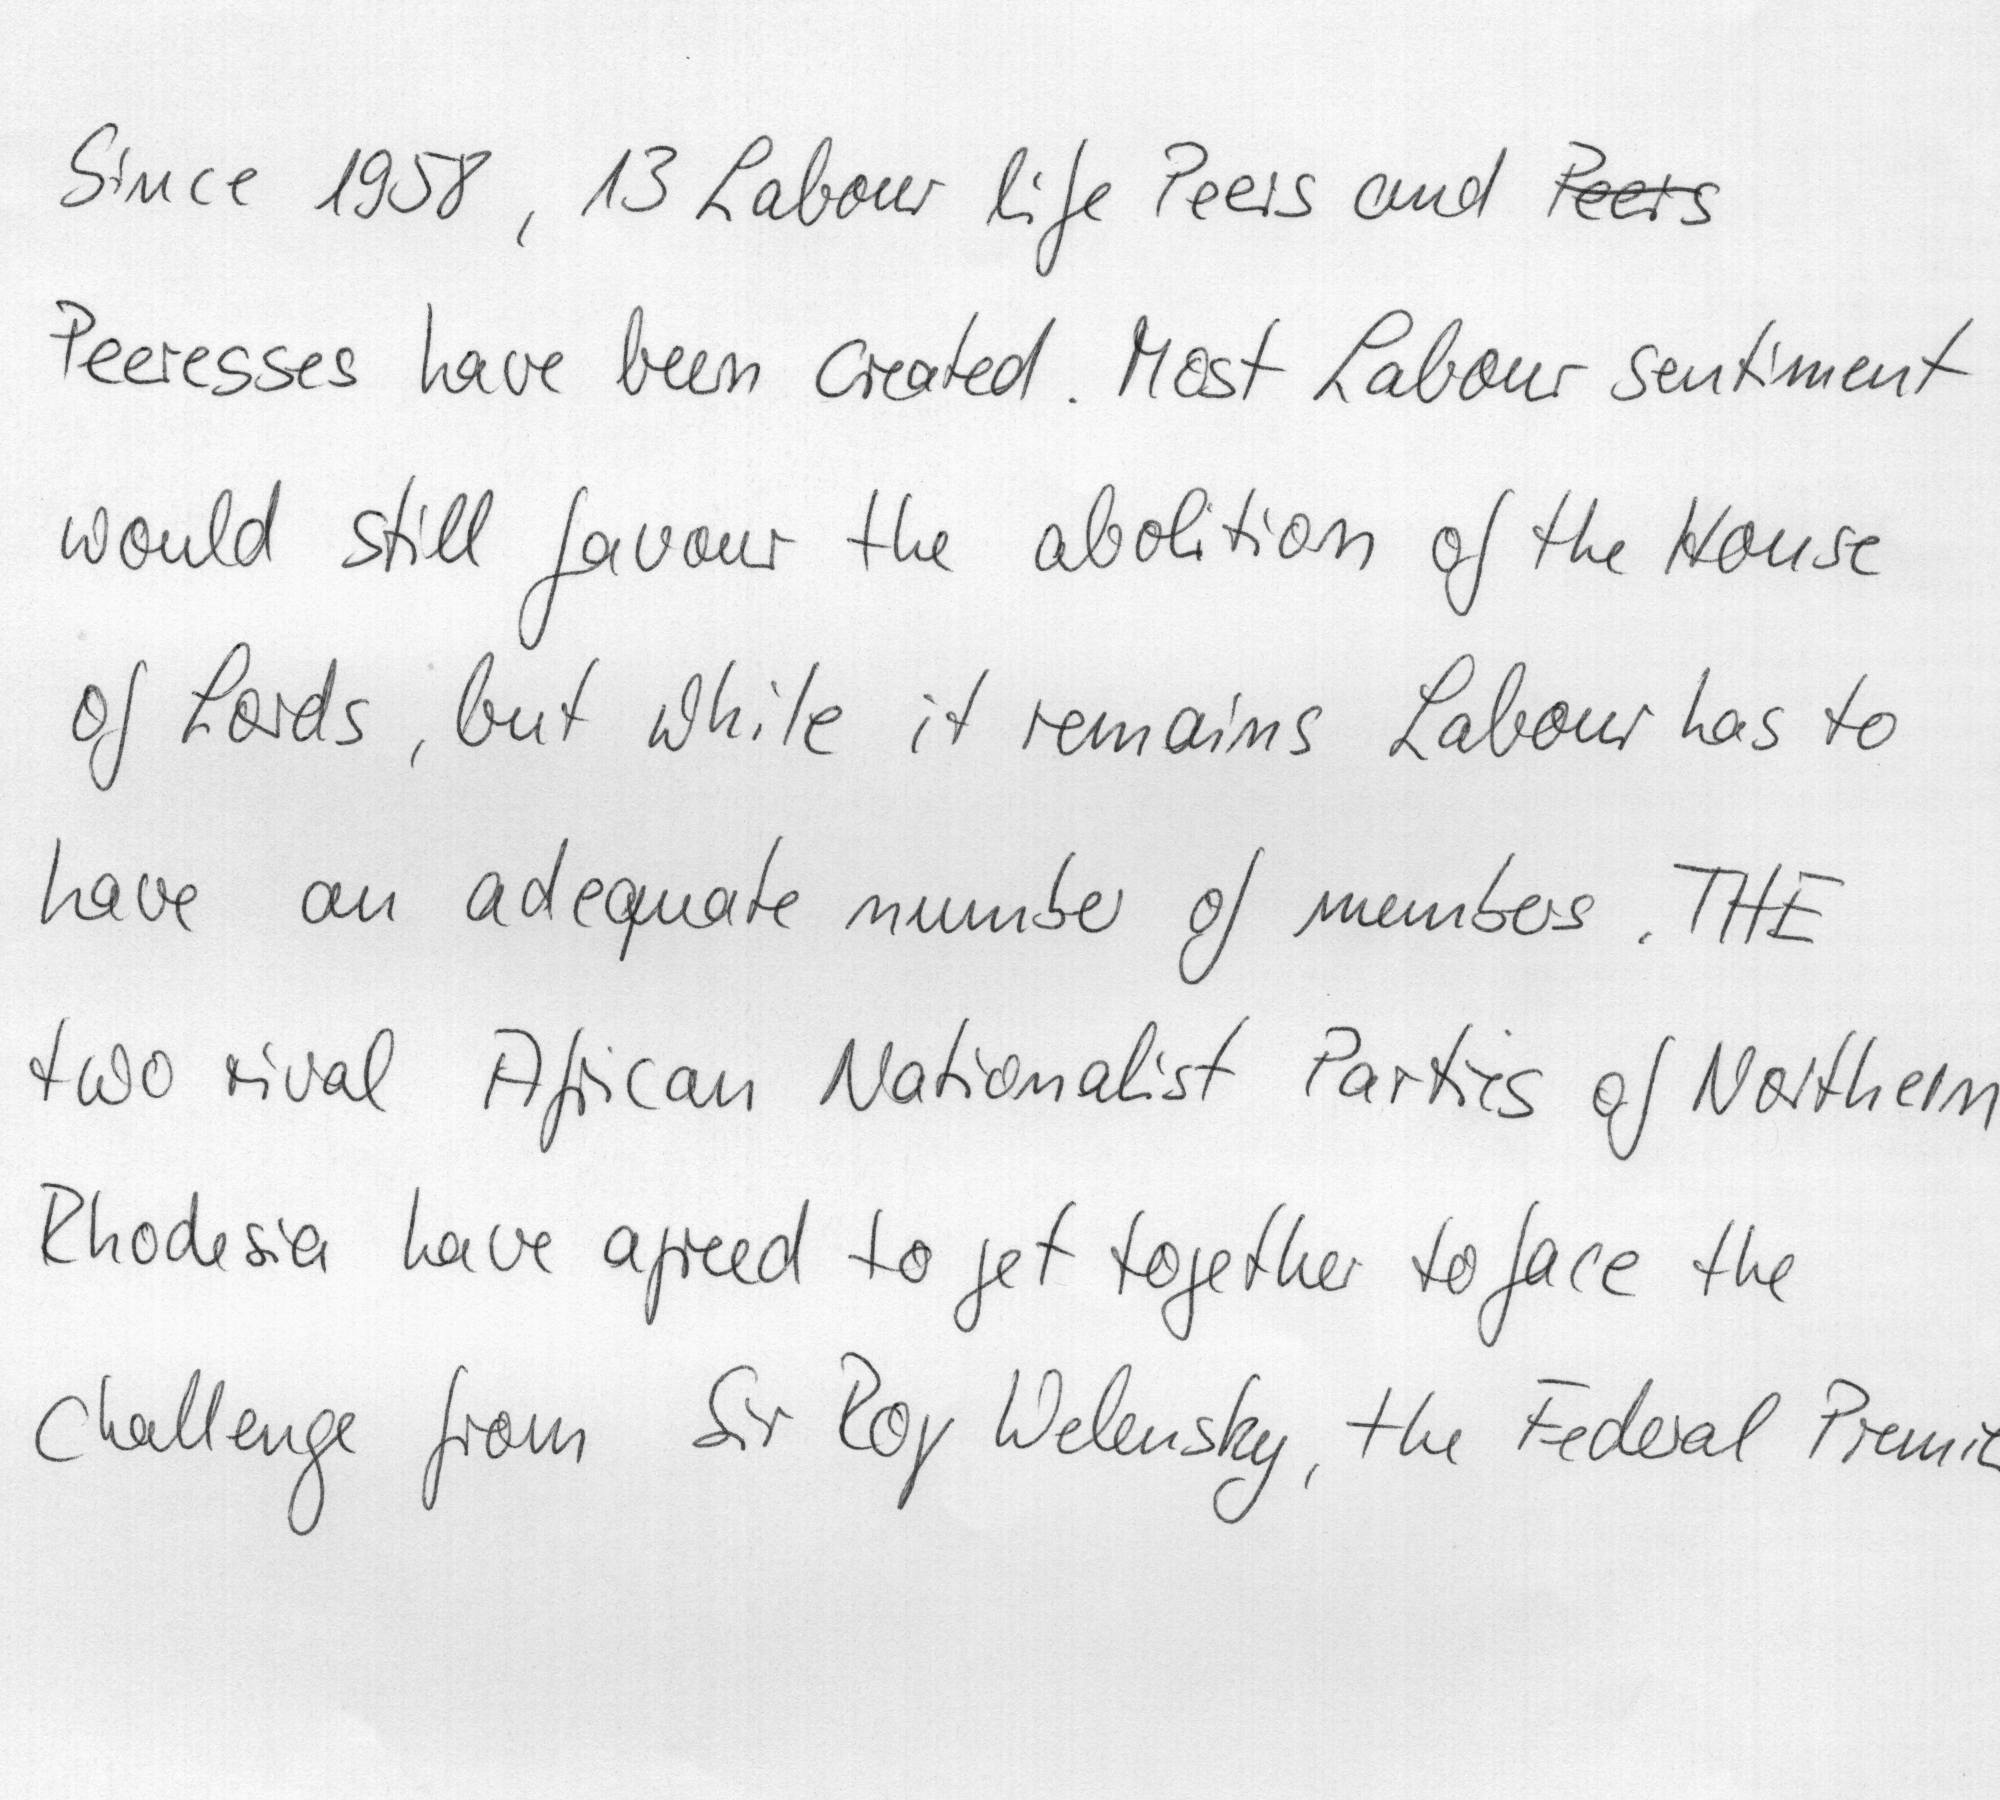 Since 1958, 13 Labour life Peers and Peers
Peeresses have been created. Most Labour sentiment
would still favour the abolition of the House
of Lords, but while it remains Labour has to
have an adequate number of members. THE
two rival African Nationalist Parties of Northern
Rhodesia have agreed to get together to face the
challenge from Sir Roy Welensky, the Federal Premie